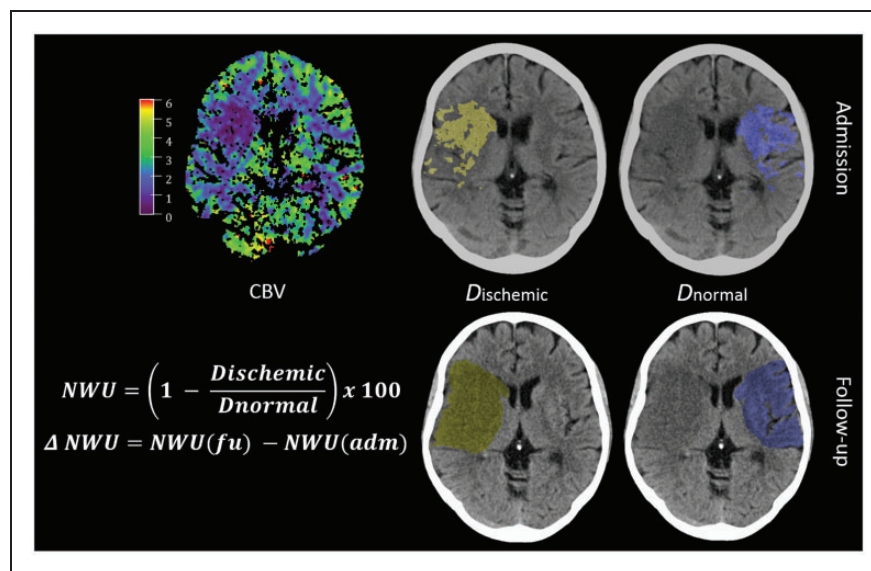 6
5
4
3
2
1
0
CBV
Dischemic
Dnormal
Admission
NWU = (1 - Dischemic/Dnormal) x 100
Δ NWU = NWU(fu) - NWU(adm)
Follow-up